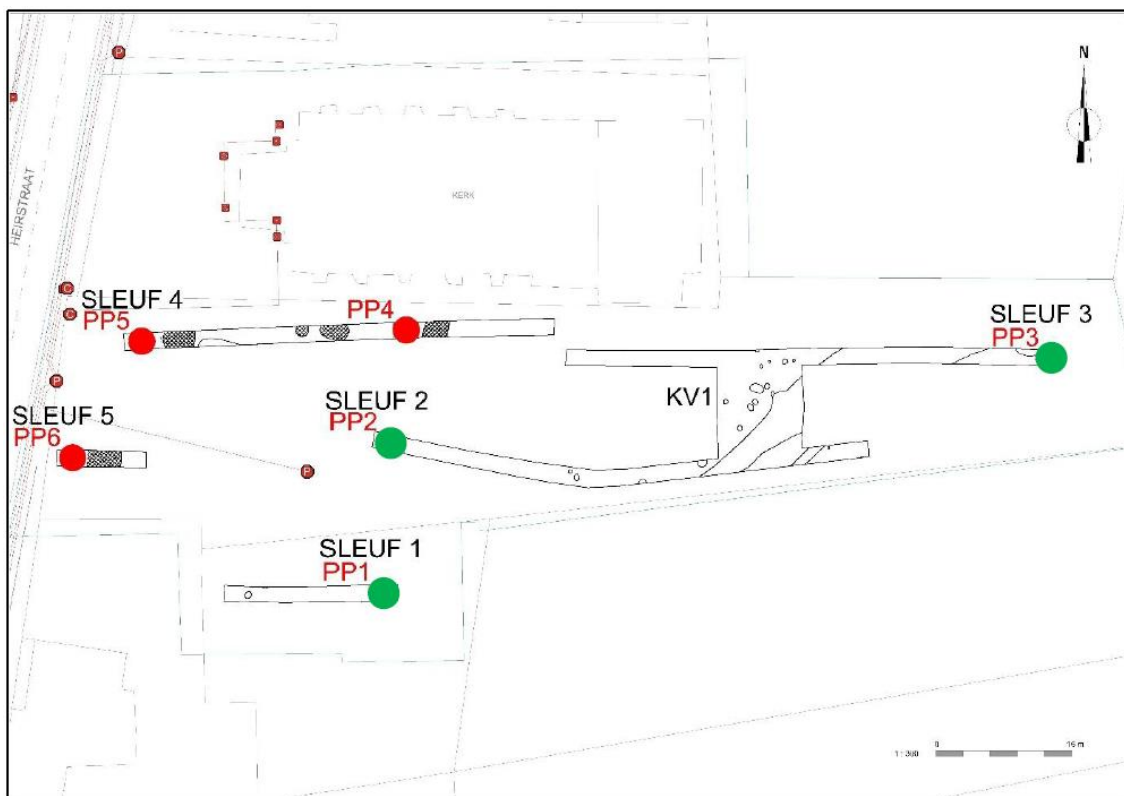 P
N
HEIRSTRAAT
KERK
C
C
SLEUF 4
PP5
PP4
SLEUF 3
PP3
P
SLEUF 5
PP6
SLEUF 2
PP2
KV1
P
SLEUF 1
PP1
0